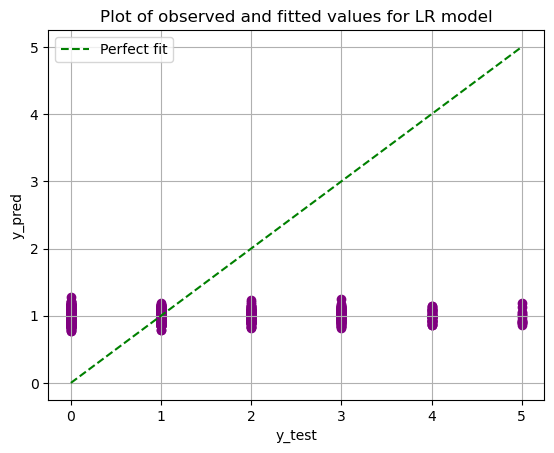 Plot of observed and fitted values for LR model
Perfect fit
5
4
3
2
1
0
y_pred
0 1 2 3 4 5
y_test